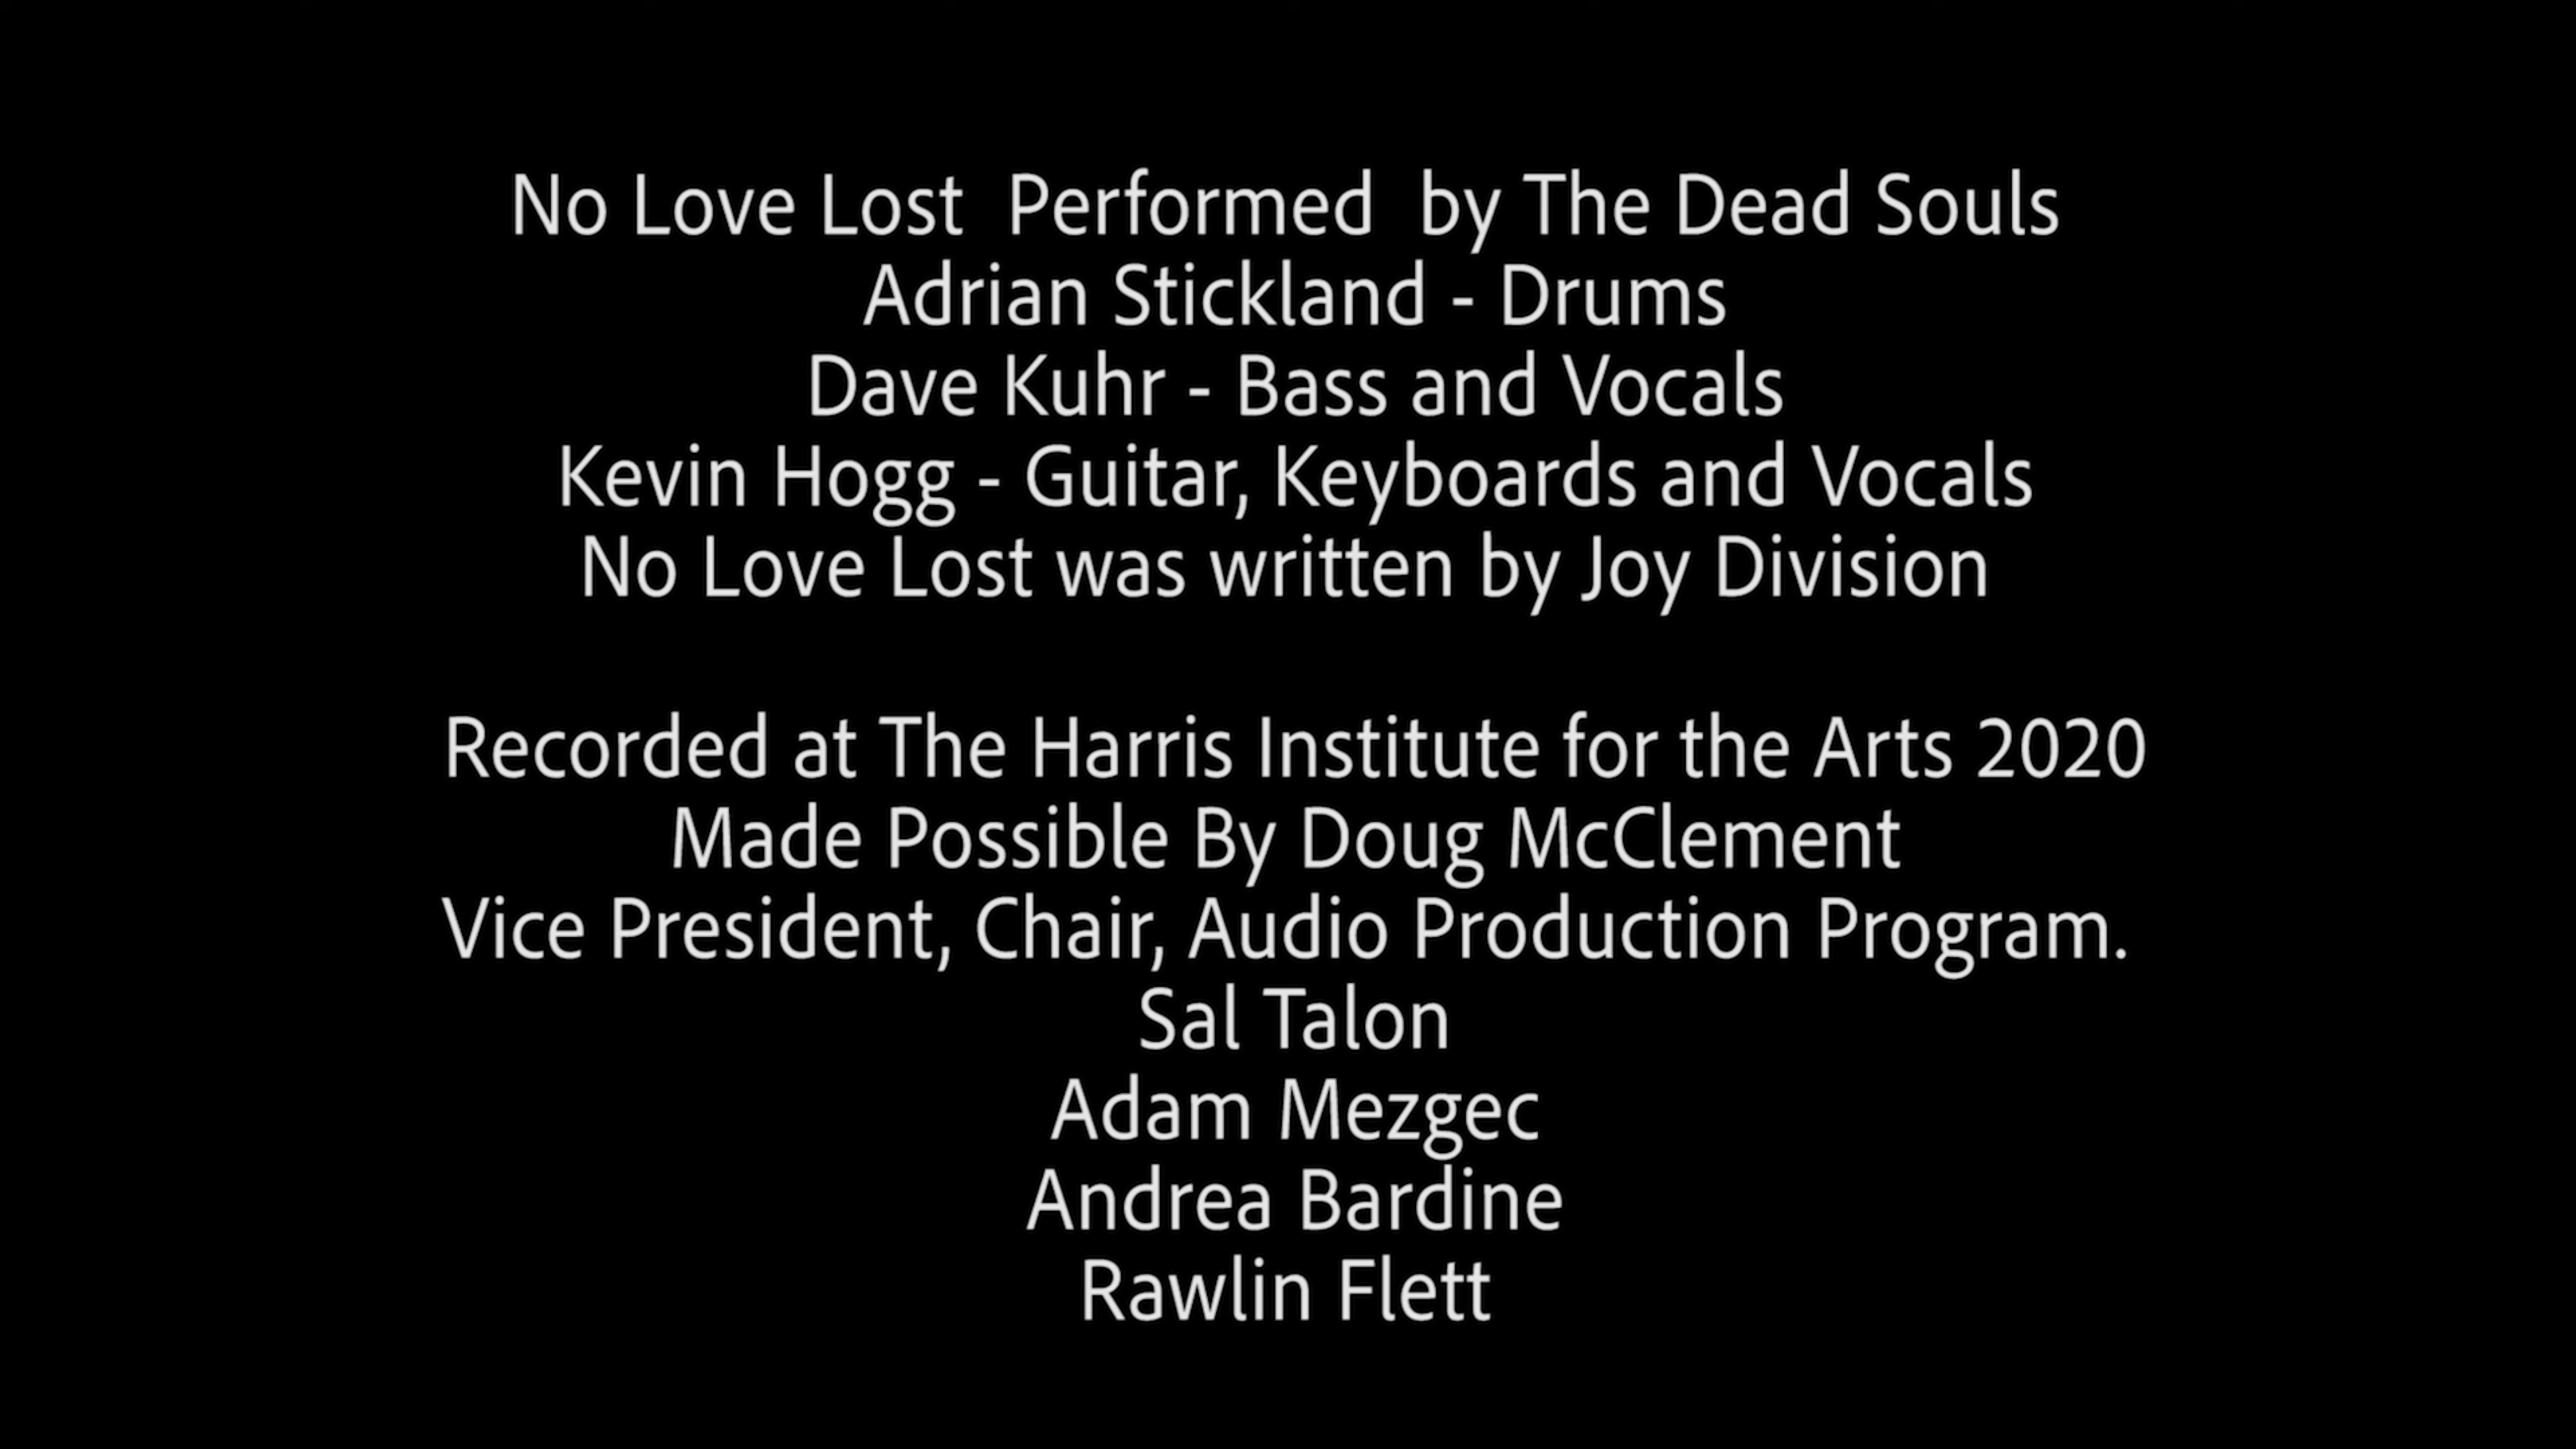 No Love Lost  Performed  by The Dead Souls
Adrian Stickland - Drums
Dave Kuhr - Bass and Vocals
Kevin Hogg - Guitar, Keyboards and Vocals
No Love Lost was written by Joy Division
Recorded at The Harris Institute for the Arts 2020
Made Possible By Doug McClement
Vice President, Chair, Audio Production Program.
Sal Talon
Adam Mezgec
Andrea Bardine
Rawlin Flett